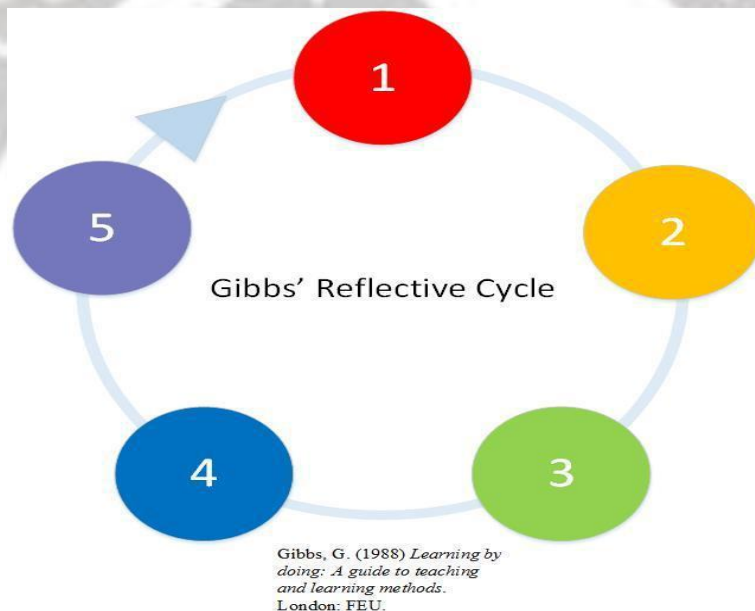 1
2
5
Gibbs’ Reflective Cycle
4
3
Gibbs, G. (1988) Learning by
doing: A guide to teaching
and learning methods.
London: FEU.